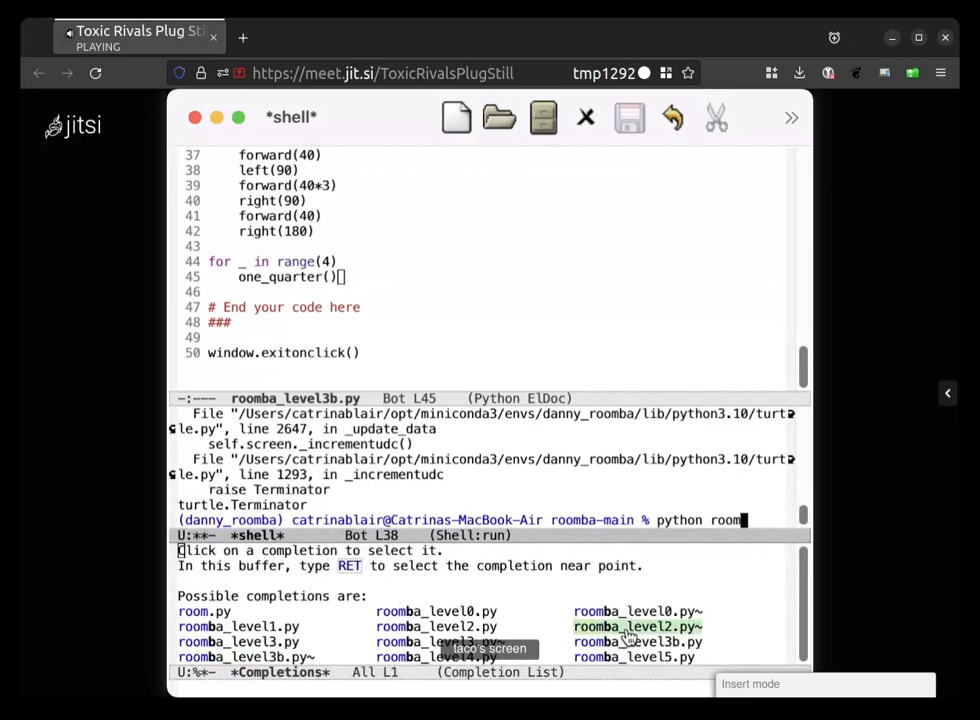 Toxic Rivals Plug Sti
PLAYING
https://meet.jit.si/ToxicRivalsPlugStill
tmp1292
jitsi
*shell*
37 forward(40)
38 left(90)
39 forward(40*3)
40 right(90)
41 forward(40)
42 right(180)
43
44 for _ in range(4)
45 one_quarter()
46
47 # End your code here
48 ###
49
50 window.exitonclick()
-:--- roomba_level3b.py Bot L45 (Python ElDoc)
File "/Users/catrinablair/opt/miniconda3/envs/danny_roomba/lib/python3.10/turt
le.py", line 2647, in _update_data
self.screen._incrementudc()
File "/Users/catrinablair/opt/miniconda3/envs/danny_roomba/lib/python3.10/turt
le.py", line 1293, in _incrementudc
raise Terminator
turtle.Terminator
(danny_roomba) catrinablair@Catrinas-MacBook-Air roomba-main % python room
U:**- *shell* Bot L38 (Shell:run)
Click on a completion to select it.
In this buffer, type RET to select the completion near point.
Possible completions are:
room.py roomba_level0.py roomba_level0.py~
roomba_level1.py roomba_level2.py roomba_level2.py~
roomba_level3.py roomba_level3.py~ roomba_level3b.py
roomba_level3b.py~ roomba_level4.py roomba_level5.py
taco's screen
U:%*- *Completions* All L1 (Completion List)
Insert mode